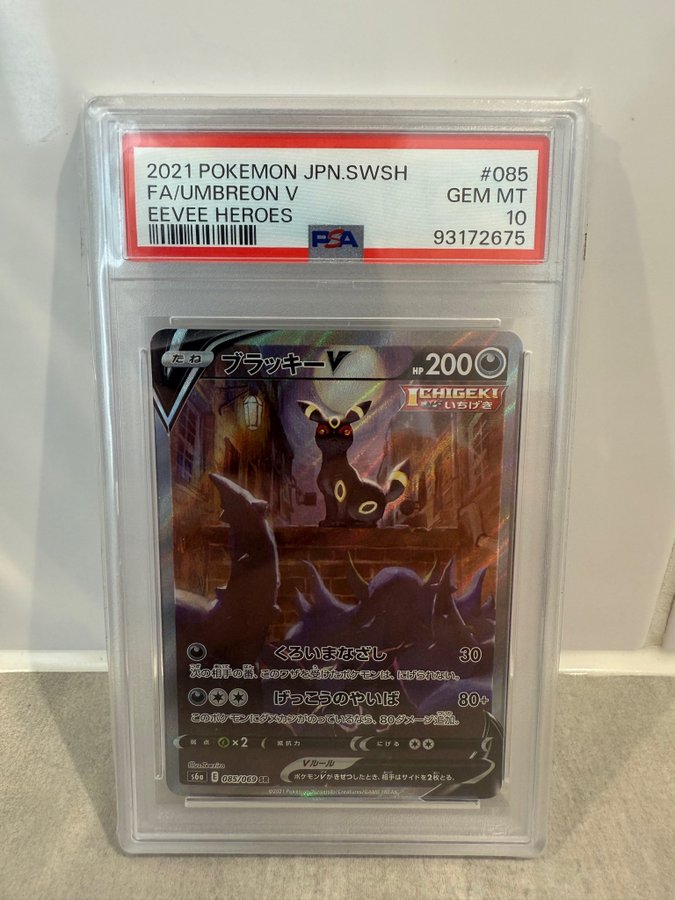 2021 POKEMON JPN.SWSH #085
FA/UMBREON V GEM MT
EEVEE HEROES 10
PSA 93172675
たね ブラッキーV HP 200
ICHIGEKI
いちげき
くろいまなざし 30
次の相手の番、このワザを受けたポケモンは、にげられない。
げっこうのやいば 80+
このポケモンにダメカンがのっているなら、80ダメージ追加。
弱点 ×2 抵抗力 にげる
Vルール
ポケモンVがきぜつしたとき、相手はサイドを2枚とる。
s6a E 085/069 SR